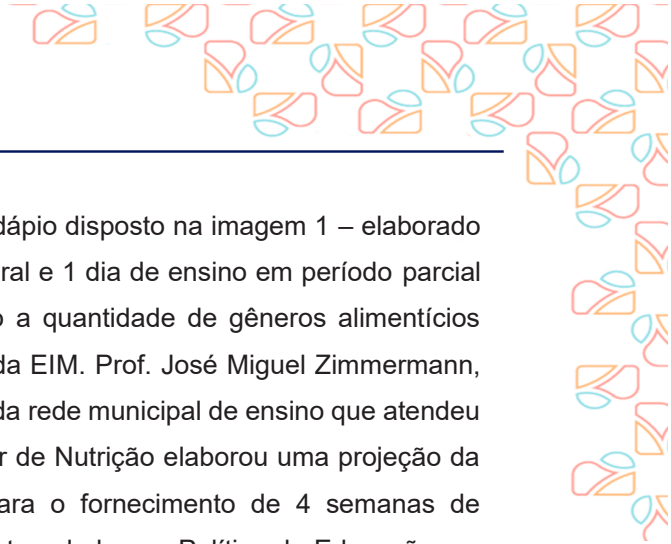 dápio disposto na imagem 1 – elaborado
ral e 1 dia de ensino em período parcial
o a quantidade de gêneros alimentícios
da EIM. Prof. José Miguel Zimmermann,
da rede municipal de ensino que atendeu
r de Nutrição elaborou uma projeção da
ara o fornecimento de 4 semanas de